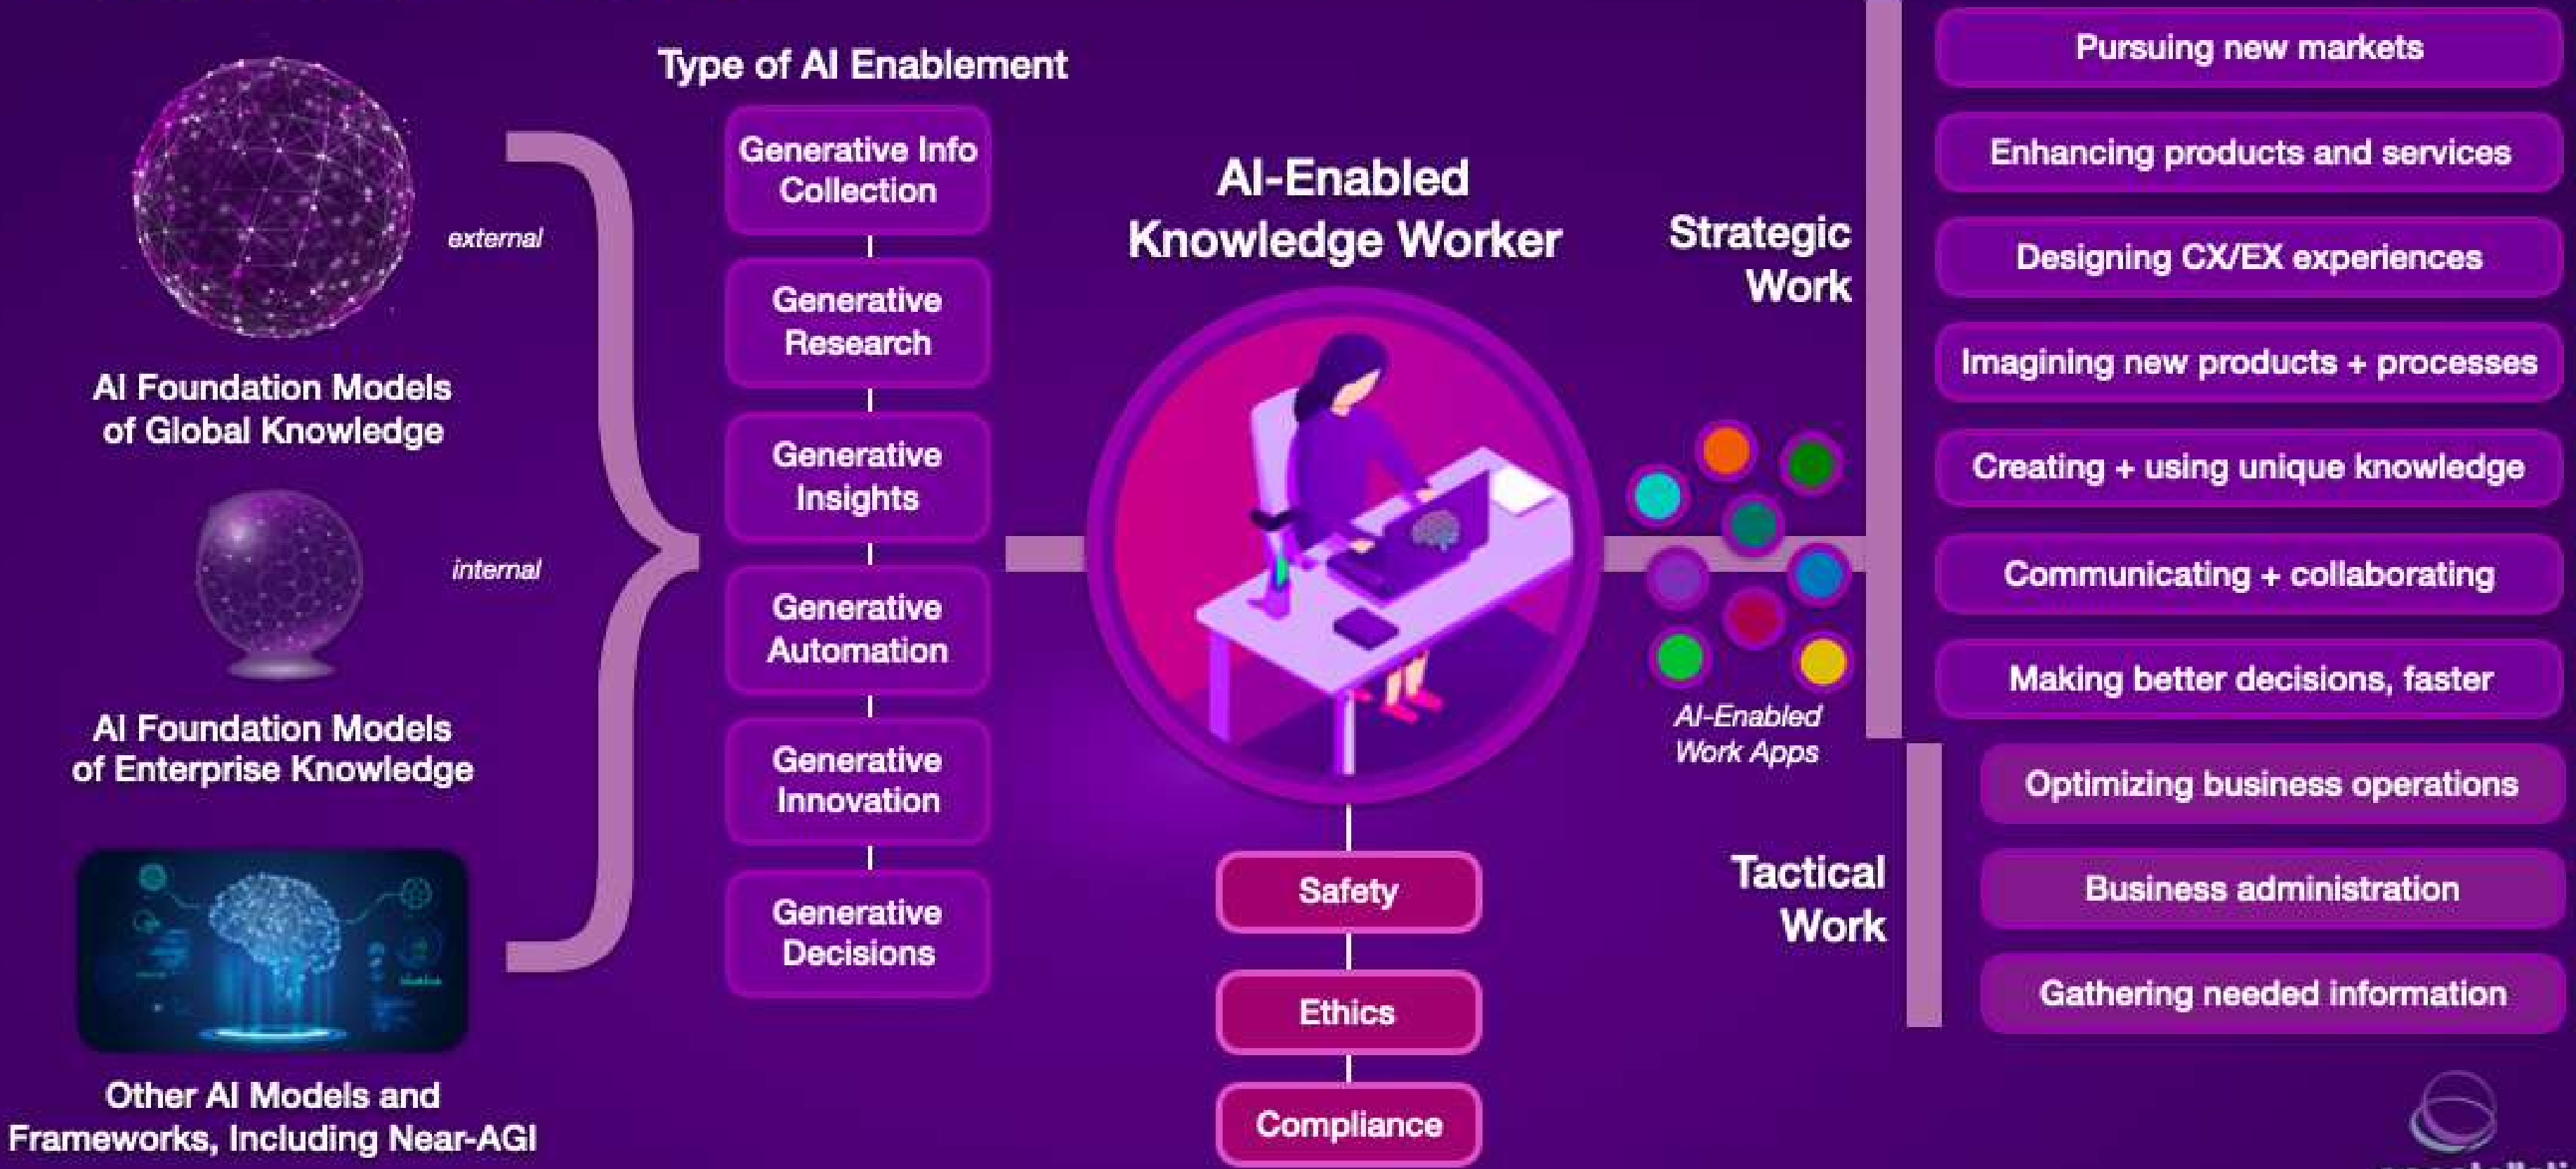 Type of AI Enablement
external
AI Foundation Models
of Global Knowledge
internal
AI Foundation Models
of Enterprise Knowledge
Other AI Models and
Frameworks, Including Near-AGI
Generative Info
Collection
Generative
Research
Generative
Insights
Generative
Automation
Generative
Innovation
Generative
Decisions
AI-Enabled
Knowledge Worker
Safety
Ethics
Compliance
AI-Enabled
Work Apps
Strategic
Work
Pursuing new markets
Enhancing products and services
Designing CX/EX experiences
Imagining new products + processes
Creating + using unique knowledge
Communicating + collaborating
Making better decisions, faster
Tactical
Work
Optimizing business operations
Business administration
Gathering needed information